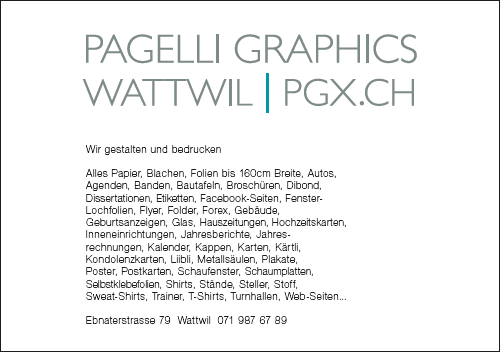 PAGELLI GRAPHICS
WATTWIL | PGX.CH
Wir gestalten und bedrucken
Alles Papier, Blachen, Folien bis 160cm Breite, Autos,
Agenden, Banden, Bautafeln, Broschüren, Dibond,
Dissertationen, Etiketten, Facebook-Seiten, Fenster-
Lochfolien, Flyer, Folder, Forex, Gebäude,
Geburtsanzeigen, Glas, Hauszeitungen, Hochzeitskarten,
Inneneinrichtungen, Jahresberichte, Jahres-
rechnungen, Kalender, Kappen, Karten, Kärtli,
Kondolenzkarten, Liibli, Metallsäulen, Plakate,
Poster, Postkarten, Schaufenster, Schaumplatten,
Selbstklebefolien, Shirts, Stände, Steller, Stoff,
Sweat-Shirts, Trainer, T-Shirts, Turnhallen, Web-Seiten...
Ebnaterstrasse 79 Wattwil 071 987 67 89